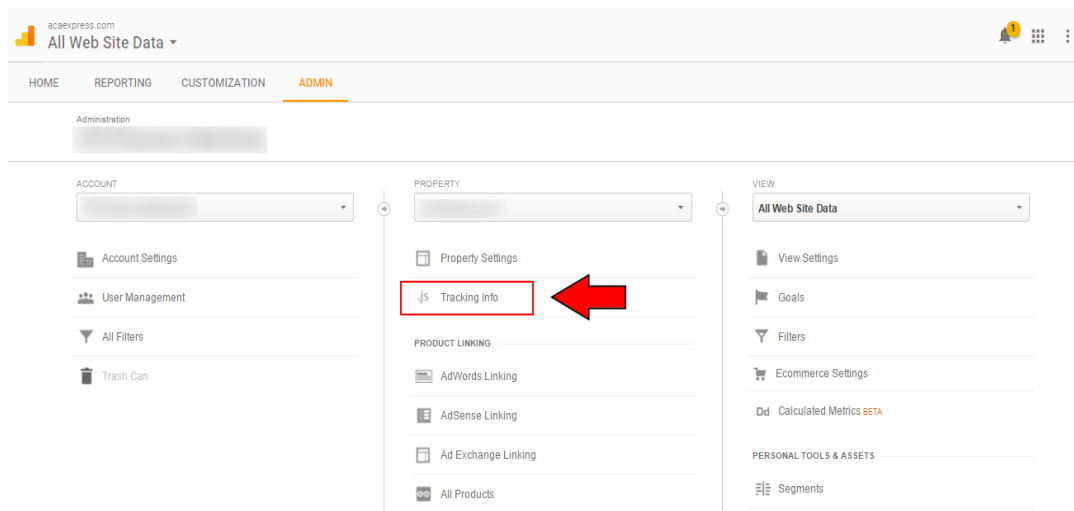 acaexpress.com
All Web Site Data
1
HOME REPORTING CUSTOMIZATION ADMIN
Administration
ACCOUNT
Account Settings
User Management
All Filters
Trash Can
PROPERTY
Property Settings
.js Tracking Info
PRODUCT LINKING
AdWords Linking
AdSense Linking
Ad Exchange Linking
All Products
VIEW
All Web Site Data
View Settings
Goals
Filters
Ecommerce Settings
Dd Calculated Metrics BETA
PERSONAL TOOLS & ASSETS
Segments